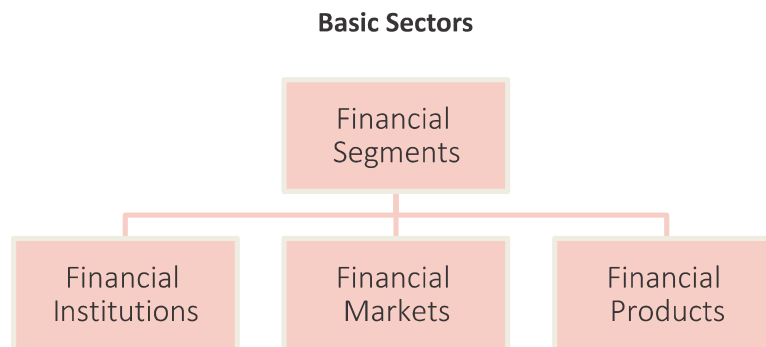 Basic Sectors
Financial
Segments
Financial
Institutions
Financial
Markets
Financial
Products